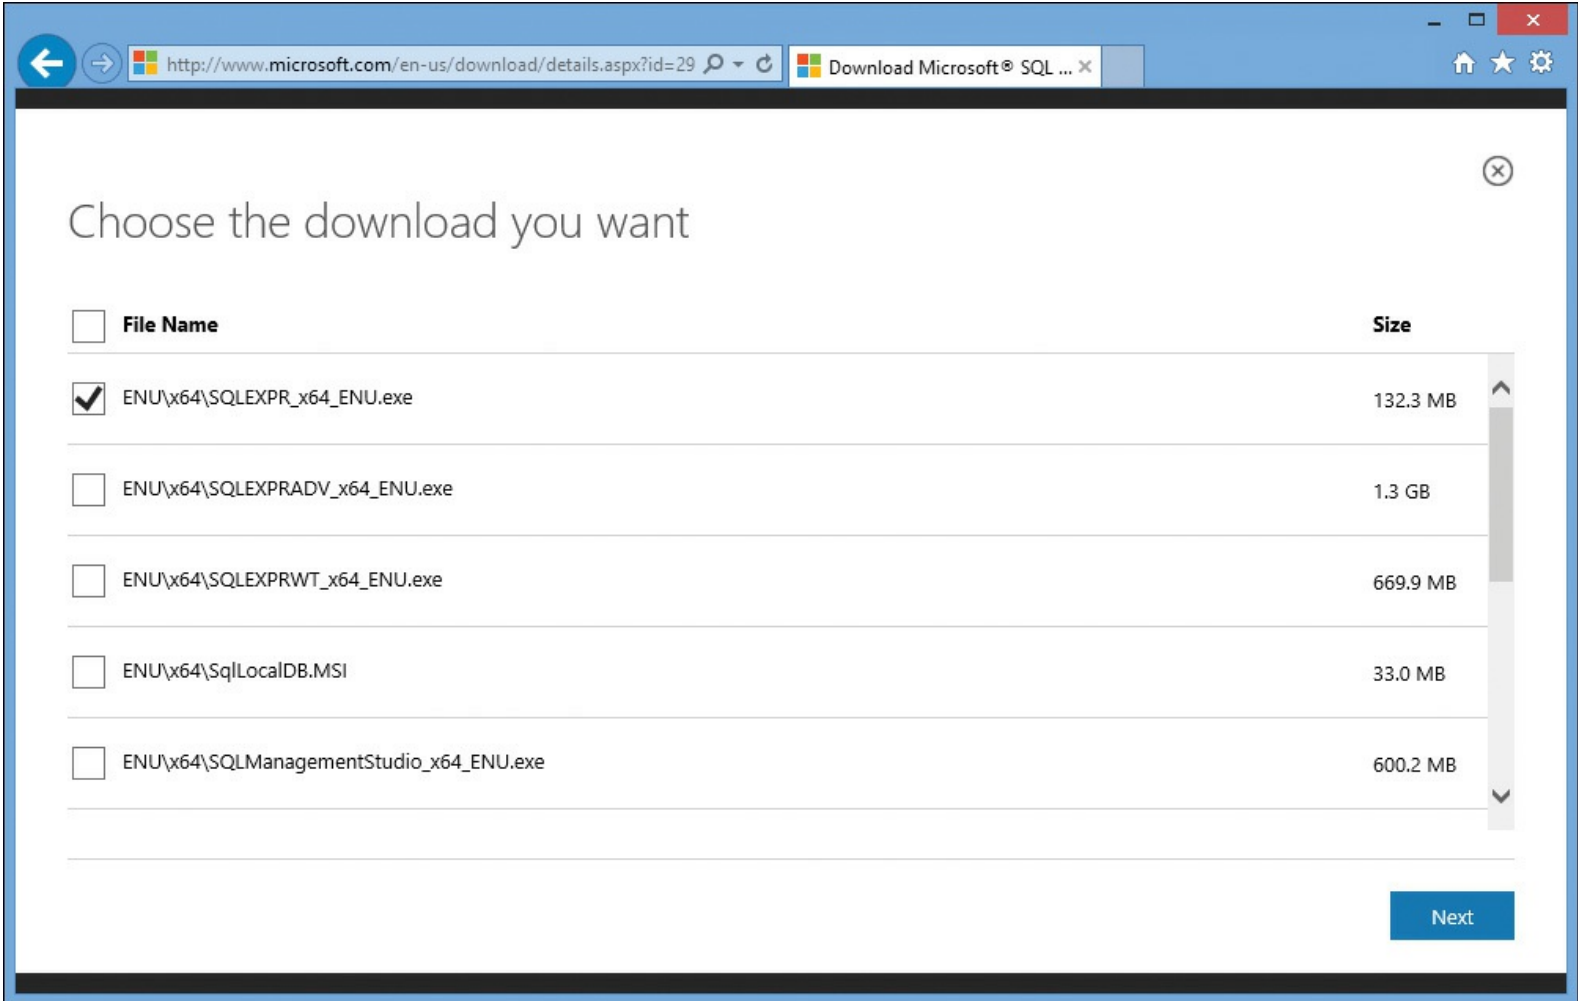 http://www.microsoft.com/en-us/download/details.aspx?id=29
Download Microsoft® SQL ...
Choose the download you want
File Name Size
ENU\x64\SQLEXPR_x64_ENU.exe 132.3 MB
ENU\x64\SQLEXPRADV_x64_ENU.exe 1.3 GB
ENU\x64\SQLEXPRWT_x64_ENU.exe 669.9 MB
ENU\x64\SqlLocalDB.MSI 33.0 MB
ENU\x64\SQLManagementStudio_x64_ENU.exe 600.2 MB
Next